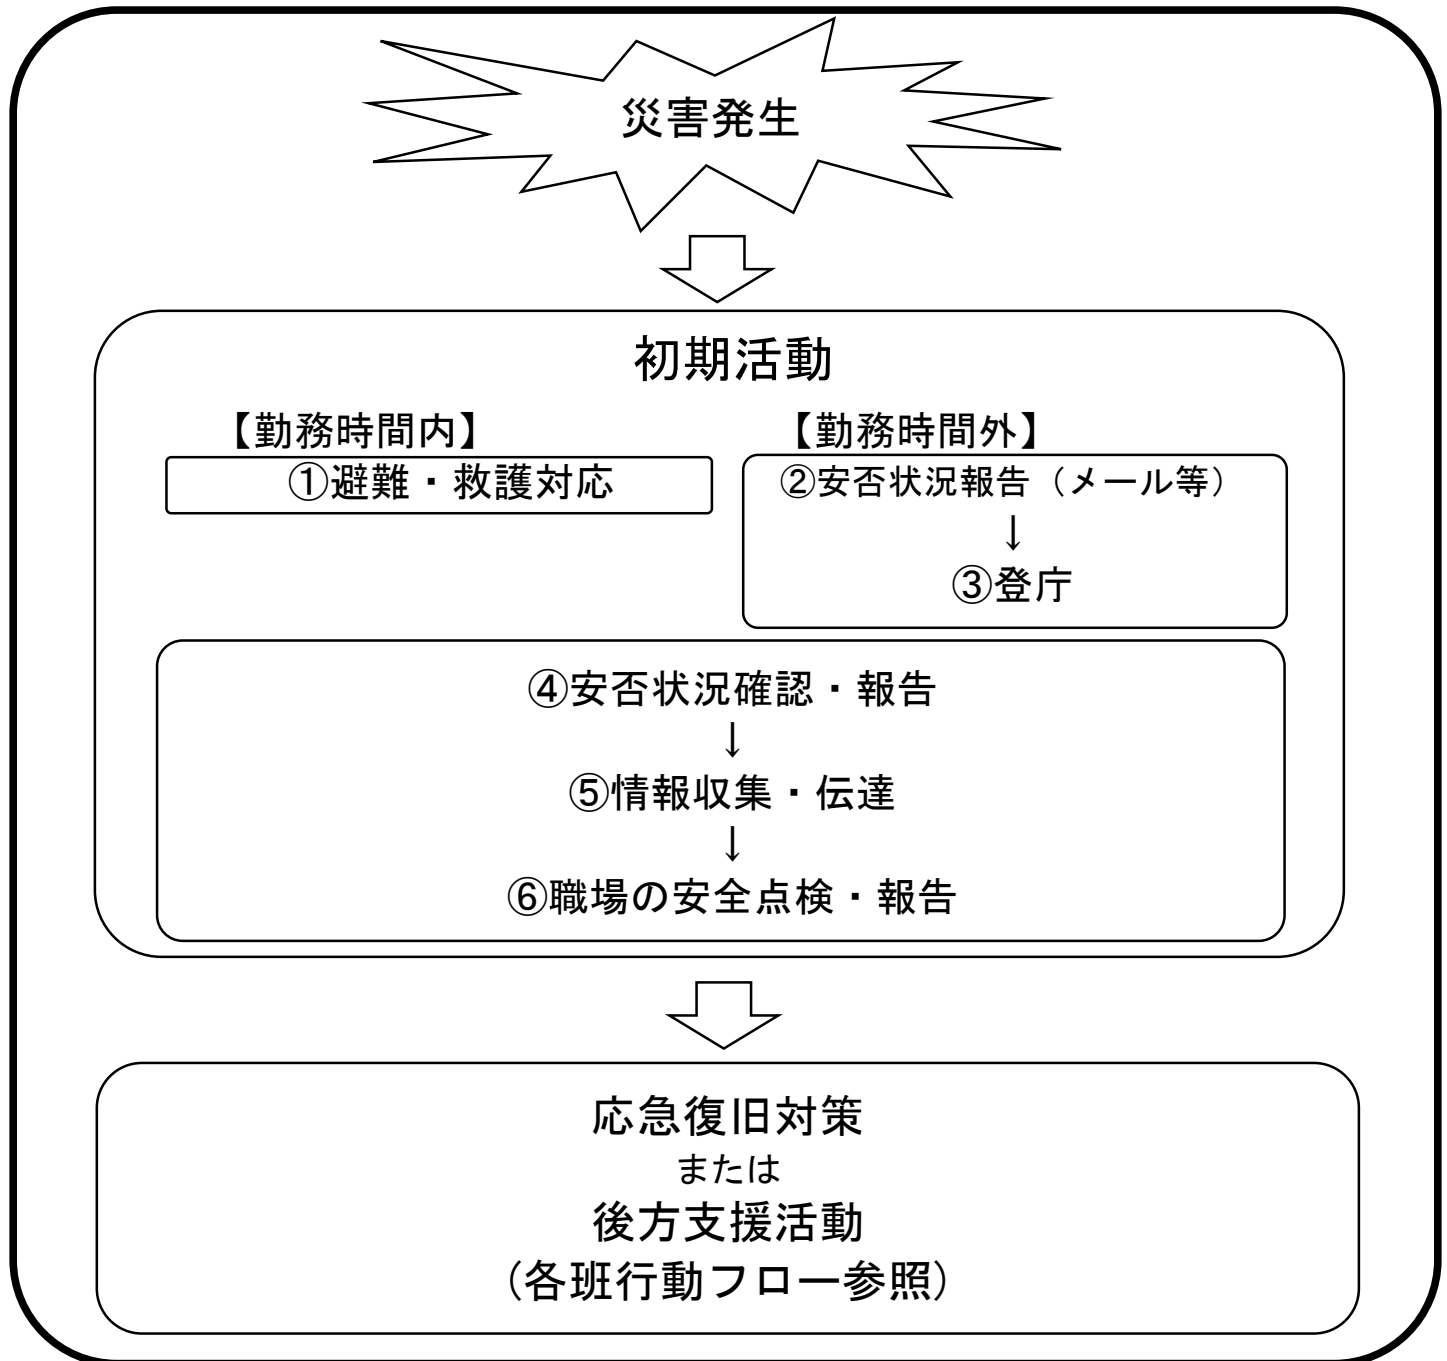 災害発生
初期活動
【勤務時間内】
①避難・救護対応
【勤務時間外】
②安否状況報告（メール等）
↓
③登庁
④安否状況確認・報告
↓
⑤情報収集・伝達
↓
⑥職場の安全点検・報告
応急復旧対策
または
後方支援活動
（各班行動フロー参照）